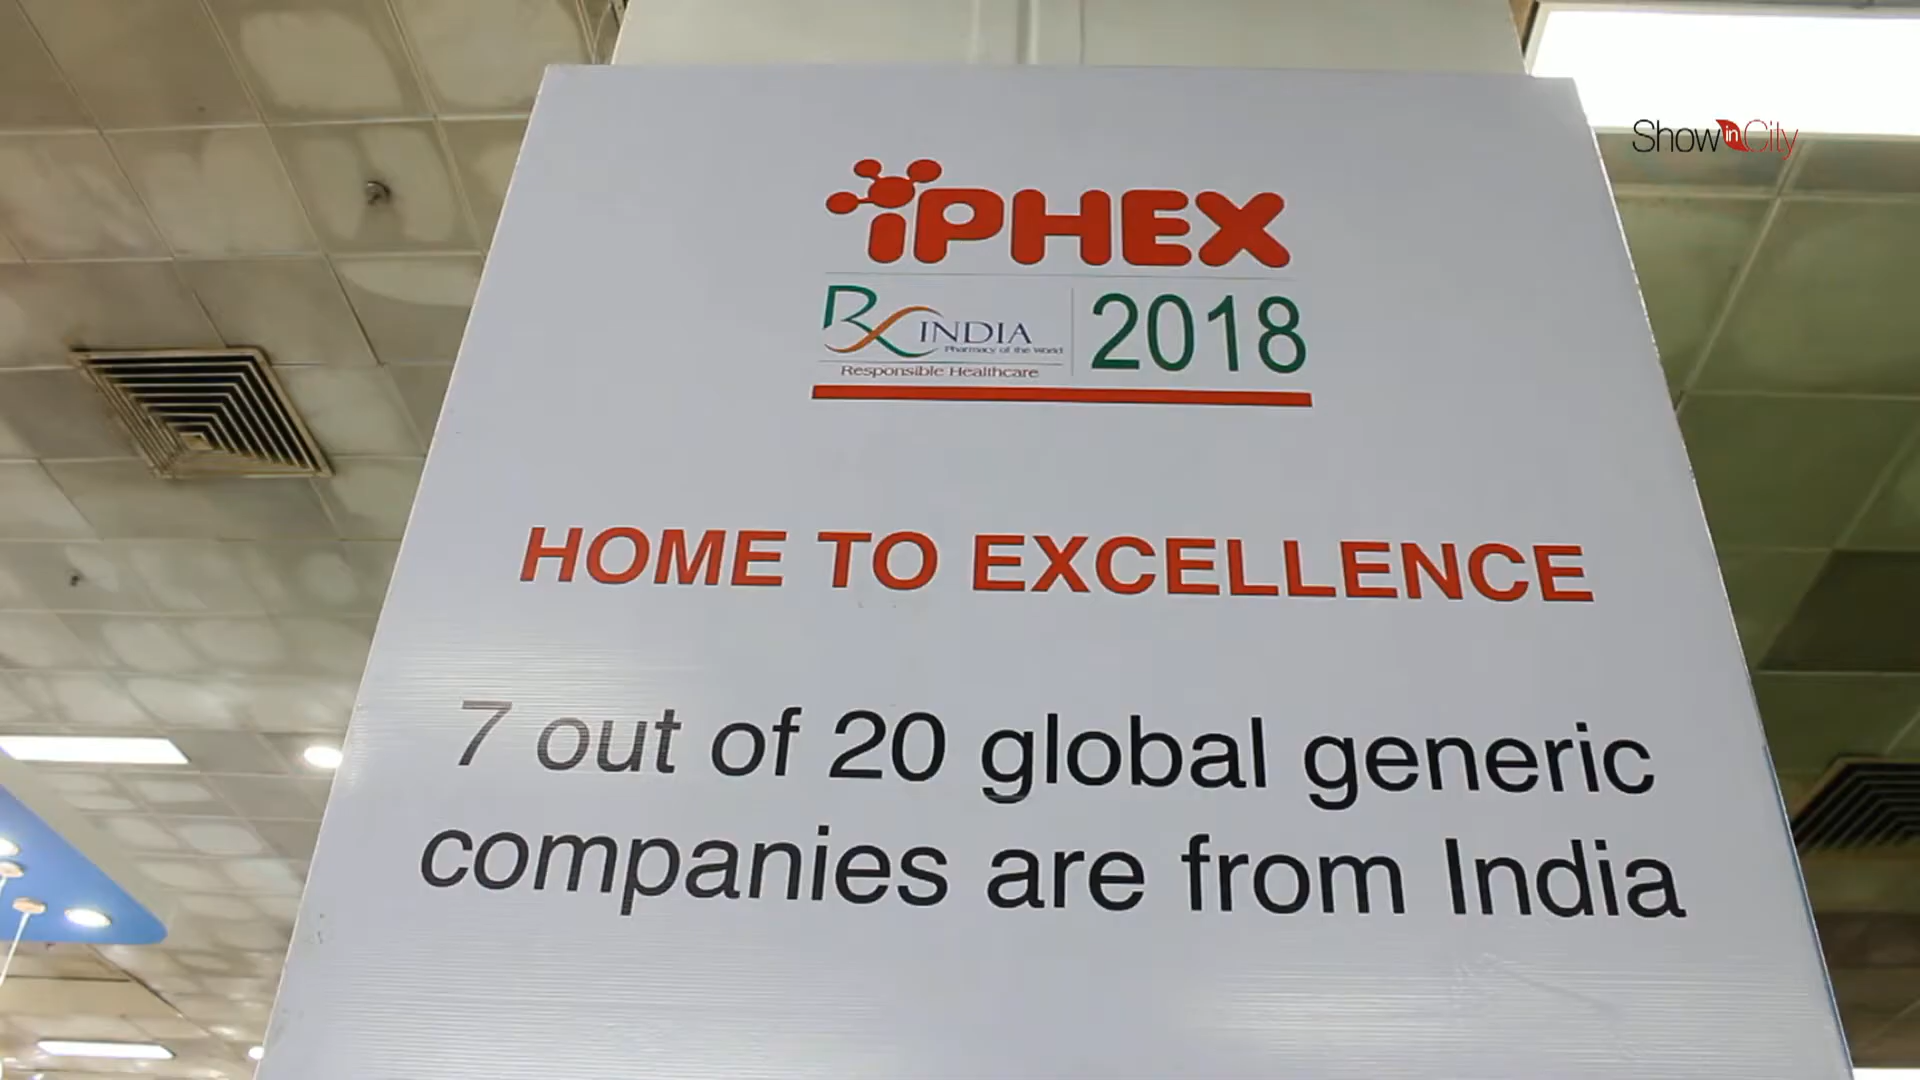 Show in City
iPHEX
Rx INDIA
Pharmacy of the World
Responsible Healthcare
2018
HOME TO EXCELLENCE
7 out of 20 global generic
companies are from India